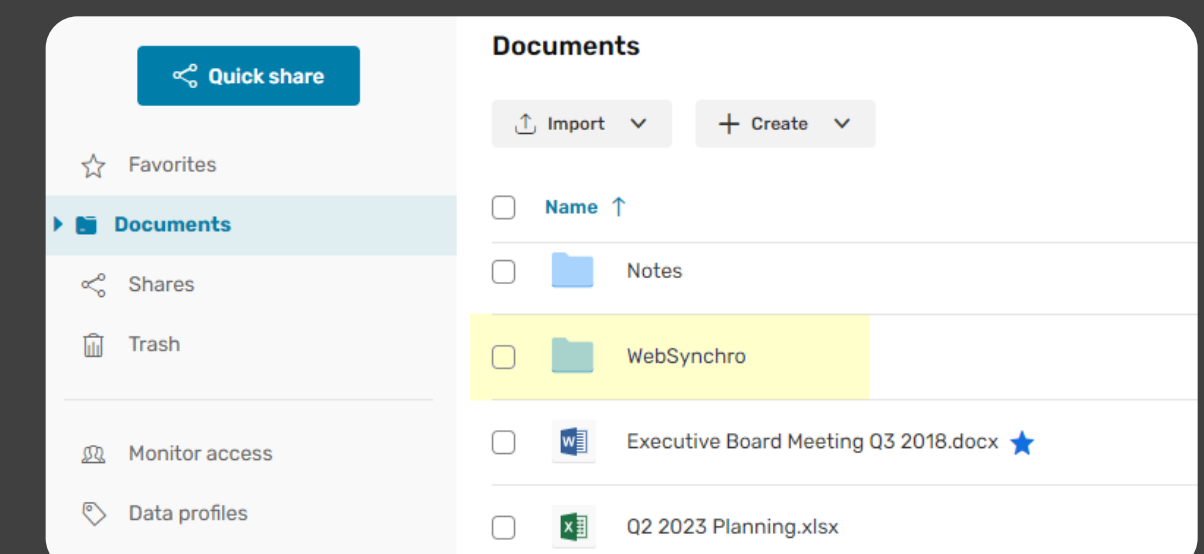 Quick share
Favorites
Documents
Shares
Trash
Monitor access
Data profiles
Documents
Import
Create
Name
Notes
WebSynchro
Executive Board Meeting Q3 2018.docx
Q2 2023 Planning.xlsx